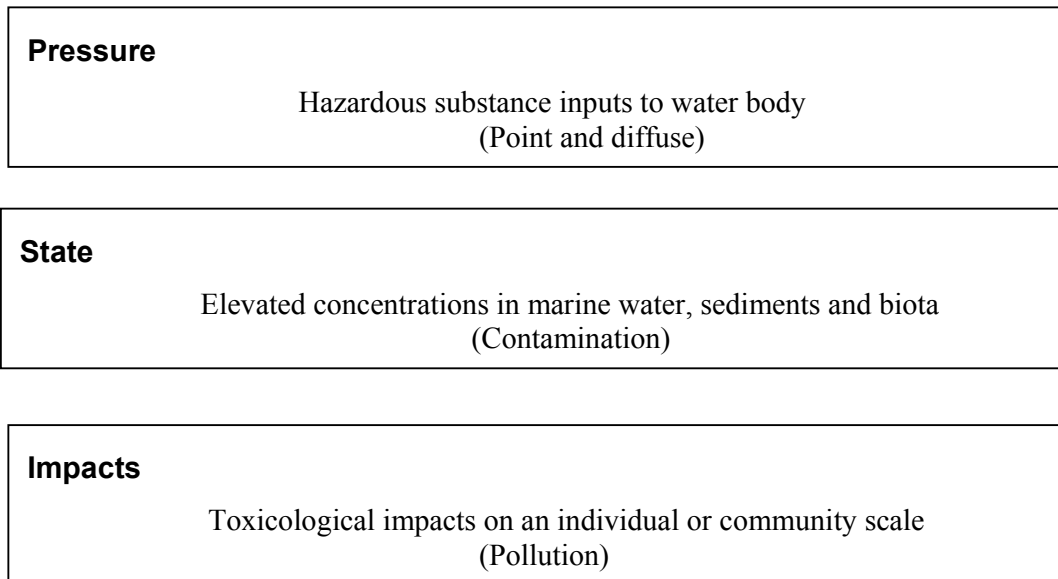 Pressure
Hazardous substance inputs to water body
(Point and diffuse)
State
Elevated concentrations in marine water, sediments and biota
(Contamination)
Impacts
Toxicological impacts on an individual or community scale
(Pollution)